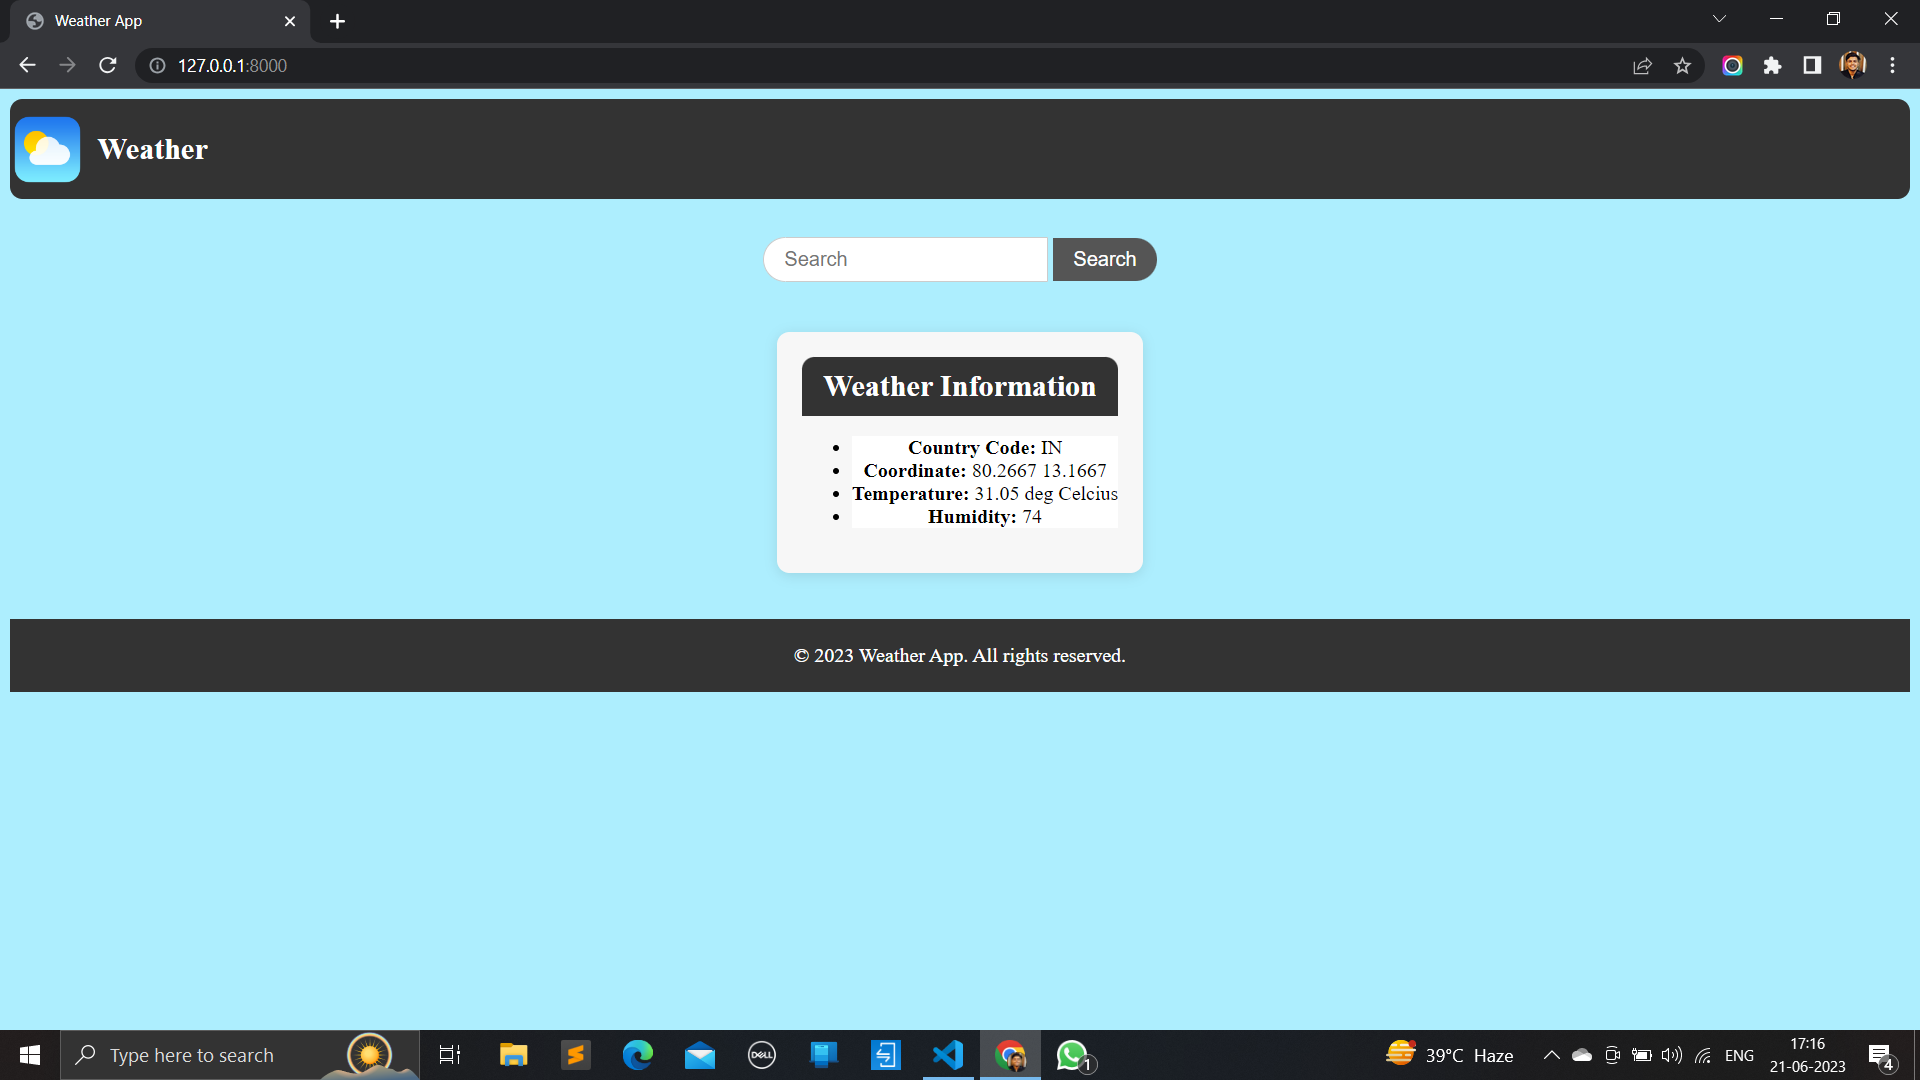 Weather App
127.0.0.1:8000
Weather
Search Search
Weather Information
Country Code: IN
Coordinate: 80.2667 13.1667
Temperature: 31.05 deg Celcius
Humidity: 74
© 2023 Weather App. All rights reserved.
Type here to search
DELL
1
39°C Haze
ENG
17:16
21-06-2023
4